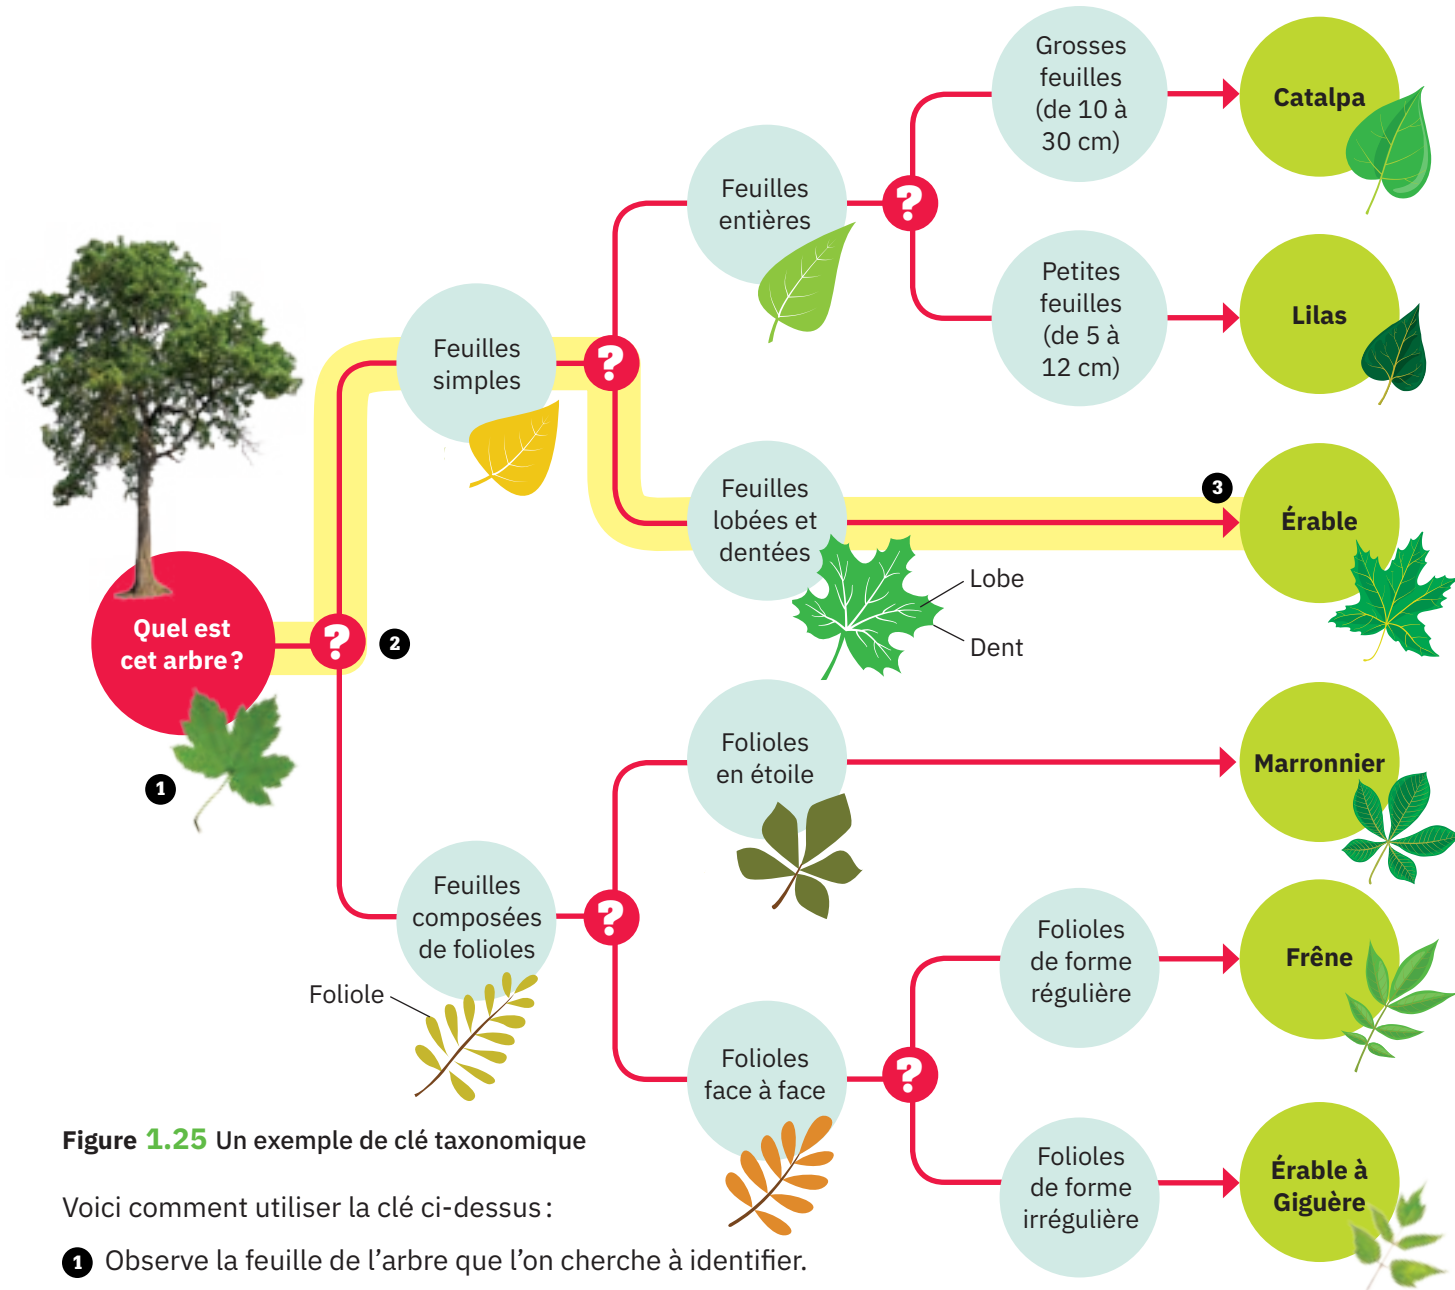 Grosses
feuilles
(de 10 à
30 cm)
Catalpa
Feuilles
entières
?
Petites
feuilles
(de 5 à
12 cm)
Lilas
Feuilles
simples
?
Feuilles
lobées et
dentées
3
Érable
Lobe
Dent
Quel est
cet arbre ?
?
2
1
Folioles
en étoile
Marronnier
Feuilles
composées
de folioles
?
Foliole
Folioles
de forme
régulière
Frêne
Folioles
face à face
?
Folioles
de forme
irrégulière
Érable à
Giguère
Figure 1.25 Un exemple de clé taxonomique
Voici comment utiliser la clé ci-dessus :
1 Observe la feuille de l’arbre que l’on cherche à identifier.